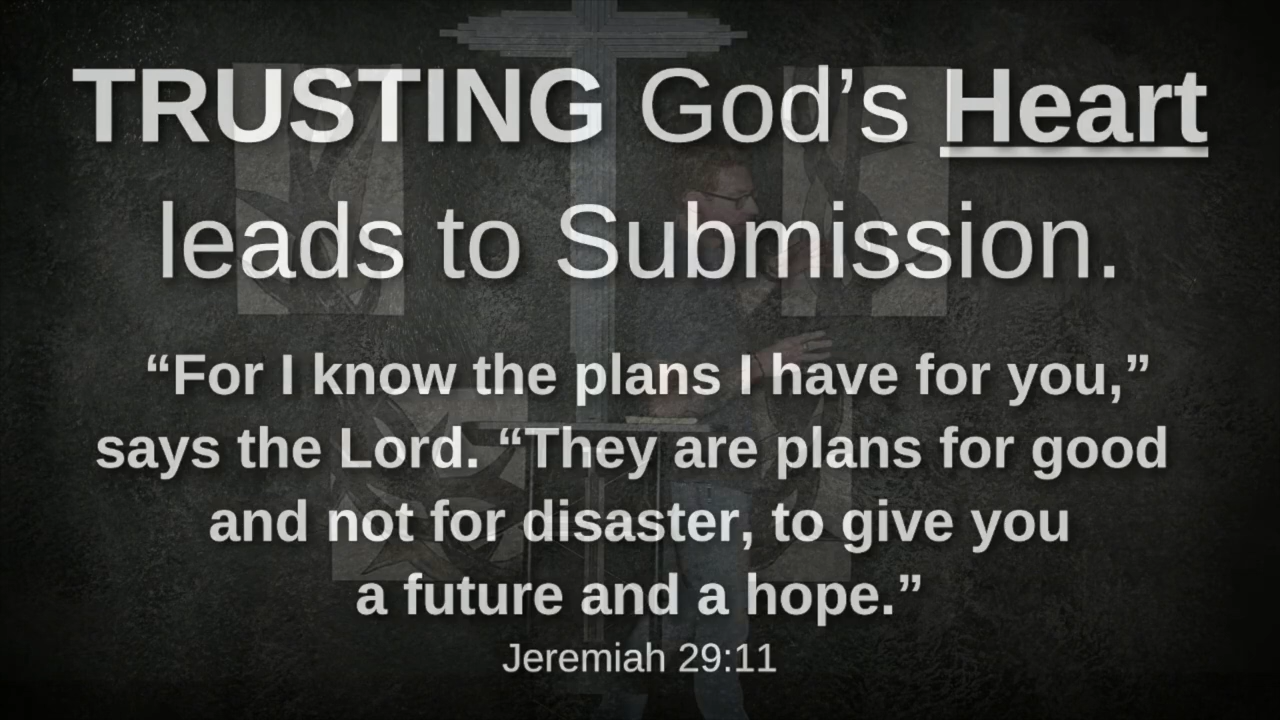 TRUSTING God’s Heart
leads to Submission.
“For I know the plans I have for you,”
says the Lord. “They are plans for good
and not for disaster, to give you
a future and a hope.”
Jeremiah 29:11